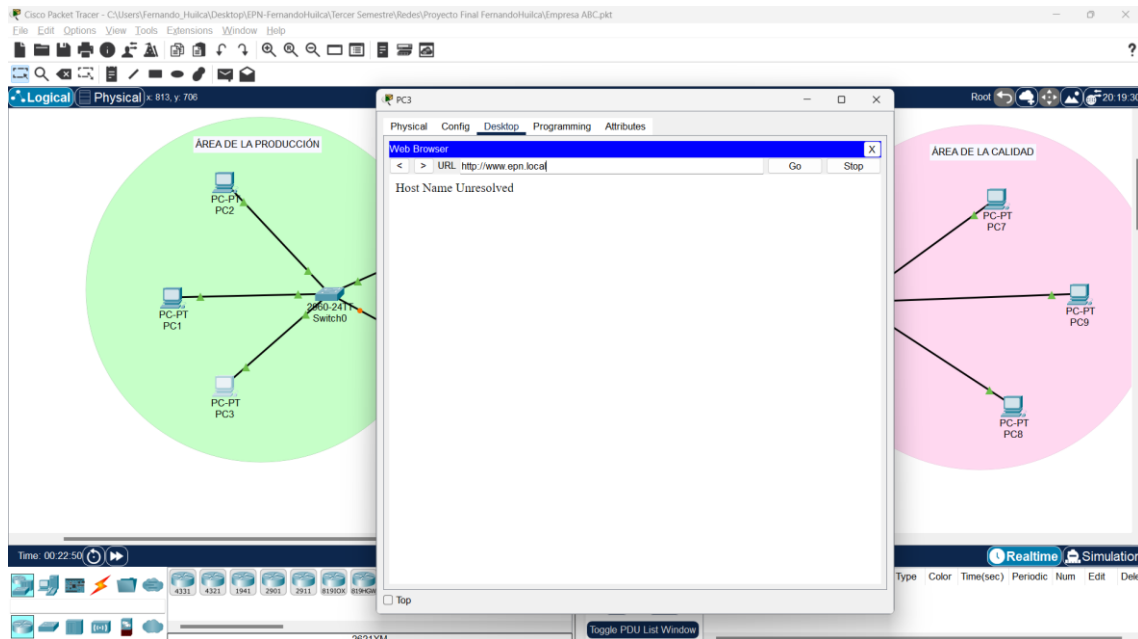 Cisco Packet Tracer - C:\Users\Fernando_Huilca\Desktop\EPN-FernandoHuilca\Tercer Semestre\Redes\Proyecto Final FernandoHuilca\Empresa ABC.pkt
File Edit Options View Tools Extensions Window Help
?
Logical Physical x: 813, y: 706
Root 20:19:30
PC3
Physical Config Desktop Programming Attributes
Web Browser X
< > URL http://www.epn.local Go Stop
Host Name Unresolved
ÁREA DE LA PRODUCCIÓN
PC-PT
PC2
PC-PT
PC1
2960-24TT
Switch0
PC-PT
PC3
ÁREA DE LA CALIDAD
PC-PT
PC7
PC-PT
PC9
PC-PT
PC8
Top
Time: 00:22:50
Realtime Simulation
4331 4321 1941 2901 2911 819IOX 819HGW
Type Color Time(sec) Periodic Num Edit
Toggle PDU List Window